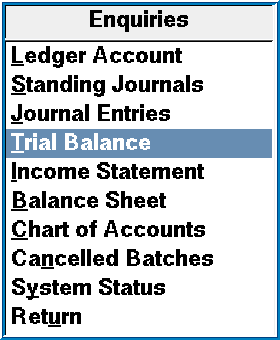 Enquiries
Ledger Account
Standing Journals
Journal Entries
Trial Balance
Income Statement
Balance Sheet
Chart of Accounts
Cancelled Batches
System Status
Return